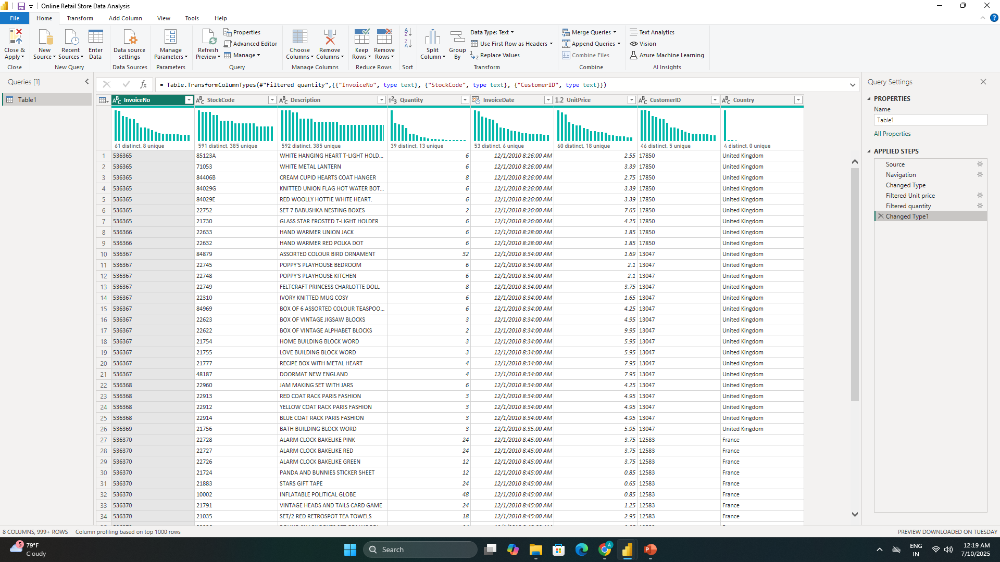 Online Retail Store Data Analysis
File Home Transform Add Column View Tools Help
Close & Apply
New Source
Recent Sources
Enter Data
Data source settings
Manage Parameters
Refresh Preview
Properties
Advanced Editor
Manage
Choose Columns
Remove Columns
Keep Rows
Remove Rows
Split Column
Group By
Data Type: Text
Use First Row as Headers
Replace Values
Merge Queries
Append Queries
Combine Files
Text Analytics
Vision
Azure Machine Learning
Close New Query Data Sources Parameters Query Manage Columns Reduce Rows Sort Transform Combine AI Insights
Queries [1]
Table1
= Table.TransformColumnTypes(#"Filtered quantity",{{"InvoiceNo", type text}, {"StockCode", type text}, {"CustomerID", type text}})
InvoiceNo StockCode Description Quantity InvoiceDate UnitPrice CustomerID Country
61 distinct, 8 unique 591 distinct, 385 unique 592 distinct, 385 unique 39 distinct, 13 unique 53 distinct, 6 unique 60 distinct, 18 unique 46 distinct, 5 unique 4 distinct, 0 unique
1 536365 85123A WHITE HANGING HEART T-LIGHT HOLD... 6 12/1/2010 8:26:00 AM 2.55 17850 United Kingdom
2 536365 71053 WHITE METAL LANTERN 6 12/1/2010 8:26:00 AM 3.39 17850 United Kingdom
3 536365 84406B CREAM CUPID HEARTS COAT HANGER 8 12/1/2010 8:26:00 AM 2.75 17850 United Kingdom
4 536365 84029G KNITTED UNION FLAG HOT WATER BOT... 6 12/1/2010 8:26:00 AM 3.39 17850 United Kingdom
5 536365 84029E RED WOOLLY HOTTIE WHITE HEART. 6 12/1/2010 8:26:00 AM 3.39 17850 United Kingdom
6 536365 22752 SET 7 BABUSHKA NESTING BOXES 2 12/1/2010 8:26:00 AM 7.65 17850 United Kingdom
7 536365 21730 GLASS STAR FROSTED T-LIGHT HOLDER 6 12/1/2010 8:26:00 AM 4.25 17850 United Kingdom
8 536366 22633 HAND WARMER UNION JACK 6 12/1/2010 8:28:00 AM 1.85 17850 United Kingdom
9 536366 22632 HAND WARMER RED POLKA DOT 6 12/1/2010 8:28:00 AM 1.85 17850 United Kingdom
10 536367 84879 ASSORTED COLOUR BIRD ORNAMENT 32 12/1/2010 8:34:00 AM 1.69 13047 United Kingdom
11 536367 22745 POPPY'S PLAYHOUSE BEDROOM 6 12/1/2010 8:34:00 AM 2.1 13047 United Kingdom
12 536367 22748 POPPY'S PLAYHOUSE KITCHEN 6 12/1/2010 8:34:00 AM 2.1 13047 United Kingdom
13 536367 22749 FELTCRAFT PRINCESS CHARLOTTE DOLL 8 12/1/2010 8:34:00 AM 3.75 13047 United Kingdom
14 536367 22310 IVORY KNITTED MUG COSY 6 12/1/2010 8:34:00 AM 1.65 13047 United Kingdom
15 536367 84969 BOX OF 6 ASSORTED COLOUR TEASPOO... 6 12/1/2010 8:34:00 AM 4.25 13047 United Kingdom
16 536367 22623 BOX OF VINTAGE JIGSAW BLOCKS 3 12/1/2010 8:34:00 AM 4.95 13047 United Kingdom
17 536367 22622 BOX OF VINTAGE ALPHABET BLOCKS 2 12/1/2010 8:34:00 AM 9.95 13047 United Kingdom
18 536367 21754 HOME BUILDING BLOCK WORD 3 12/1/2010 8:34:00 AM 5.95 13047 United Kingdom
19 536367 21755 LOVE BUILDING BLOCK WORD 3 12/1/2010 8:34:00 AM 5.95 13047 United Kingdom
20 536367 21777 RECIPE BOX WITH METAL HEART 4 12/1/2010 8:34:00 AM 7.95 13047 United Kingdom
21 536367 48187 DOORMAT NEW ENGLAND 4 12/1/2010 8:34:00 AM 7.95 13047 United Kingdom
22 536368 22960 JAM MAKING SET WITH JARS 6 12/1/2010 8:34:00 AM 4.25 13047 United Kingdom
23 536368 22913 RED COAT RACK PARIS FASHION 3 12/1/2010 8:34:00 AM 4.95 13047 United Kingdom
24 536368 22912 YELLOW COAT RACK PARIS FASHION 3 12/1/2010 8:34:00 AM 4.95 13047 United Kingdom
25 536368 22914 BLUE COAT RACK PARIS FASHION 3 12/1/2010 8:34:00 AM 4.95 13047 United Kingdom
26 536369 21756 BATH BUILDING BLOCK WORD 3 12/1/2010 8:35:00 AM 5.95 13047 United Kingdom
27 536370 22728 ALARM CLOCK BAKELIKE PINK 24 12/1/2010 8:45:00 AM 3.75 12583 France
28 536370 22727 ALARM CLOCK BAKELIKE RED 24 12/1/2010 8:45:00 AM 3.75 12583 France
29 536370 22726 ALARM CLOCK BAKELIKE GREEN 12 12/1/2010 8:45:00 AM 3.75 12583 France
30 536370 21724 PANDA AND BUNNIES STICKER SHEET 12 12/1/2010 8:45:00 AM 0.85 12583 France
31 536370 21883 STARS GIFT TAPE 24 12/1/2010 8:45:00 AM 0.65 12583 France
32 536370 10002 INFLATABLE POLITICAL GLOBE 48 12/1/2010 8:45:00 AM 0.85 12583 France
33 536370 21791 VINTAGE HEADS AND TAILS CARD GAME 24 12/1/2010 8:45:00 AM 1.25 12583 France
34 536370 21035 SET/2 RED RETROSPOT TEA TOWELS 18 12/1/2010 8:45:00 AM 2.95 12583 France
Query Settings
PROPERTIES
Name
Table1
All Properties
APPLIED STEPS
Source
Navigation
Changed Type
Filtered Unit price
Filtered quantity
Changed Type1
8 COLUMNS, 999+ ROWS Column profiling based on top 1000 rows PREVIEW DOWNLOADED ON TUESDAY
5
79°F
Cloudy
Search
ENG
IN
12:19 AM
7/10/2025